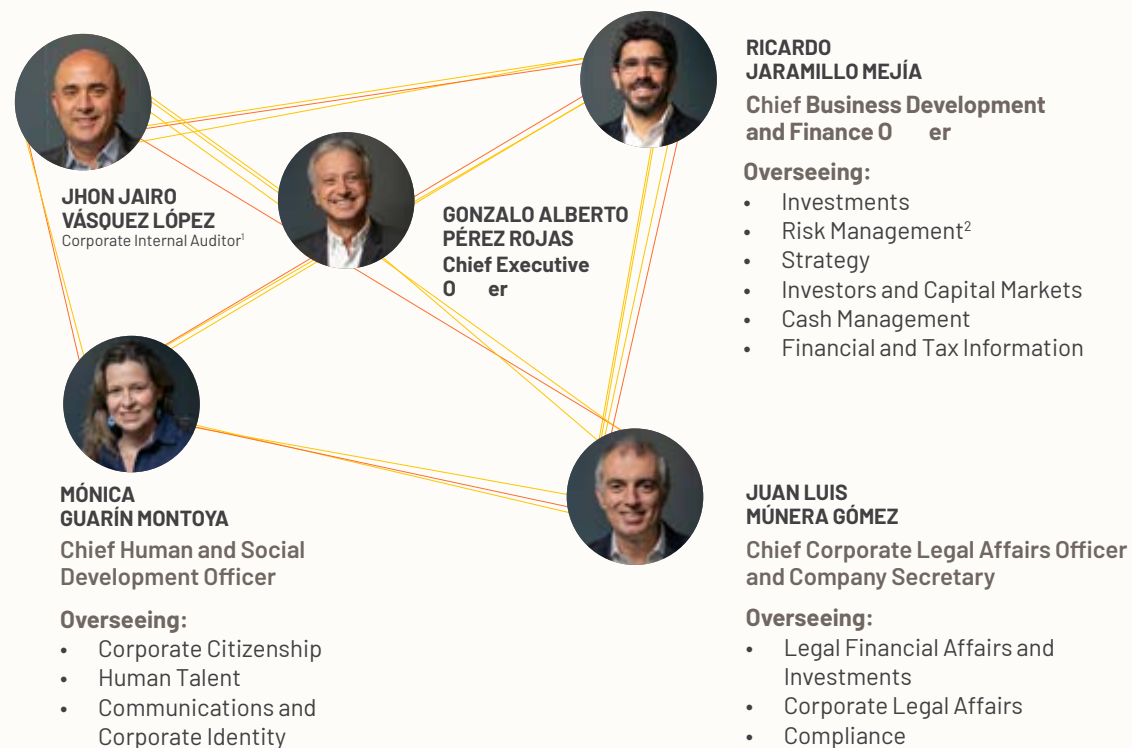 JHON JAIRO
VÁSQUEZ LÓPEZ
Corporate Internal Auditor¹
GONZALO ALBERTO
PÉREZ ROJAS
Chief Executive
O er
RICARDO
JARAMILLO MEJÍA
Chief Business Development
and Finance O er
Overseeing:
• Investments
• Risk Management²
• Strategy
• Investors and Capital Markets
• Cash Management
• Financial and Tax Information
MÓNICA
GUARÍN MONTOYA
Chief Human and Social
Development Officer
Overseeing:
• Corporate Citizenship
• Human Talent
• Communications and
Corporate Identity
JUAN LUIS
MÚNERA GÓMEZ
Chief Corporate Legal Affairs Officer
and Company Secretary
Overseeing:
• Legal Financial Affairs and
Investments
• Corporate Legal Affairs
• Compliance